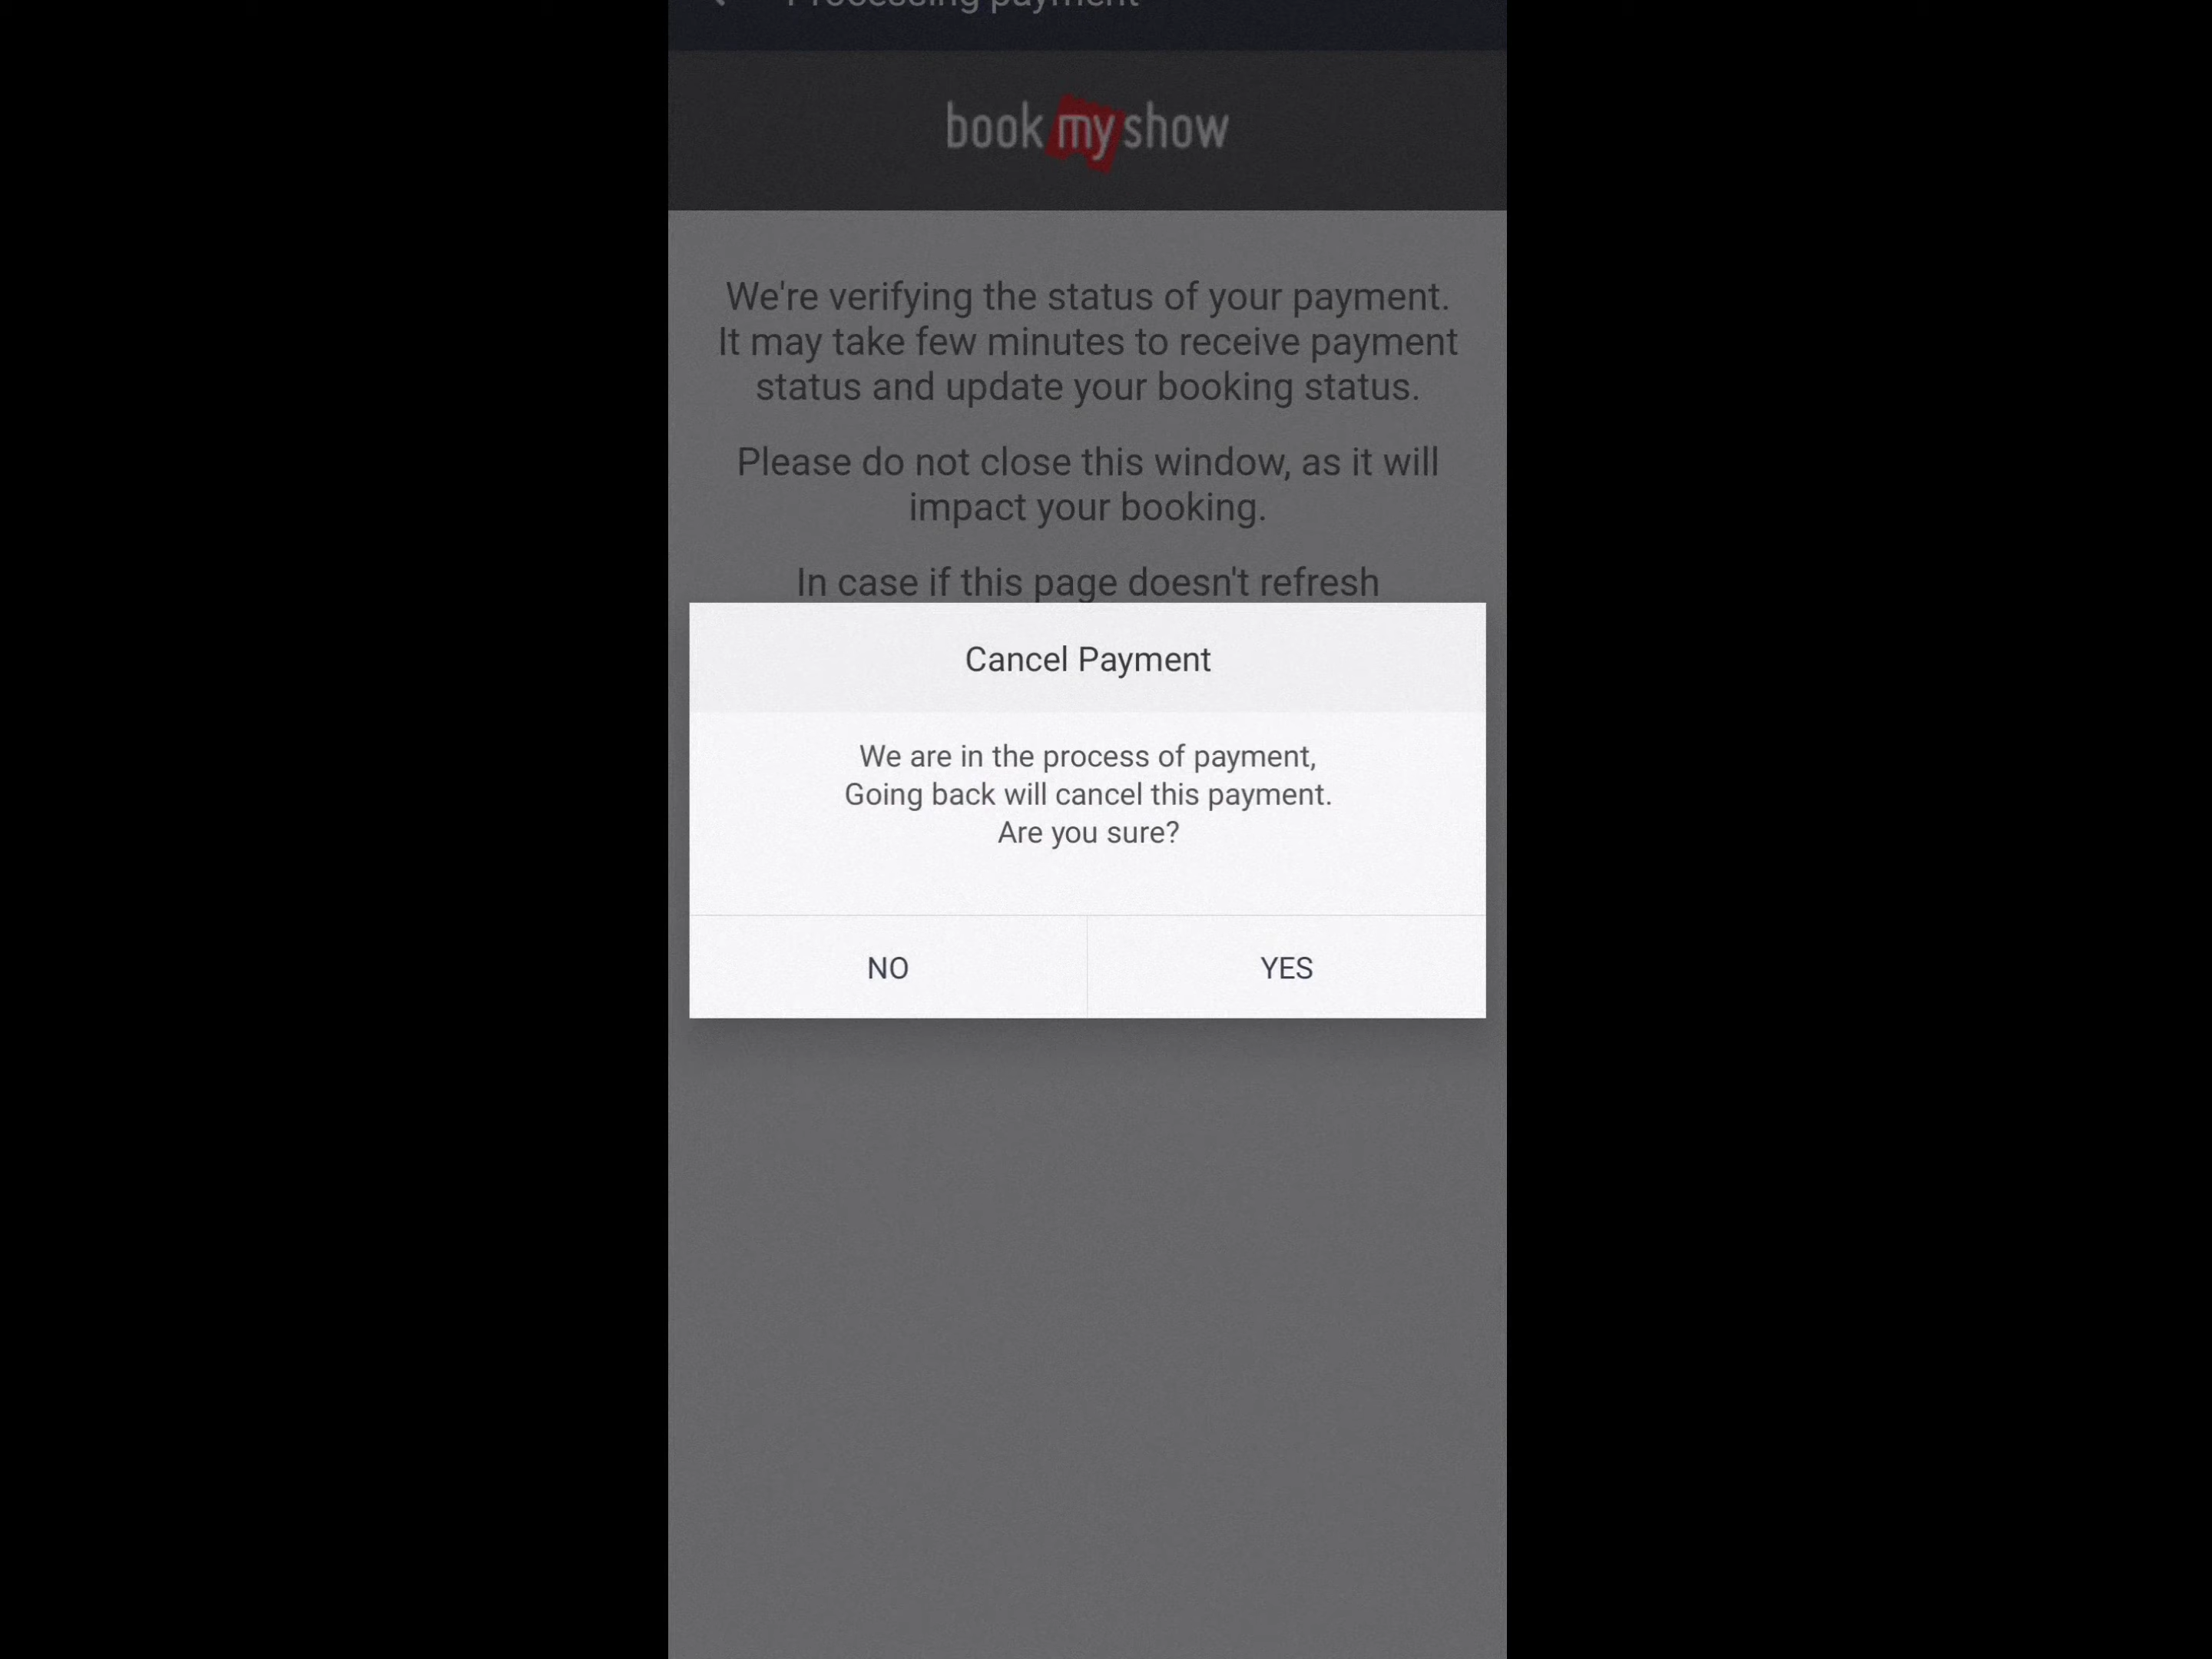 Processing payment
book my show
We're verifying the status of your payment.
It may take few minutes to receive payment
status and update your booking status.
Please do not close this window, as it will
impact your booking.
In case if this page doesn't refresh
Cancel Payment
We are in the process of payment,
Going back will cancel this payment.
Are you sure?
NO
YES